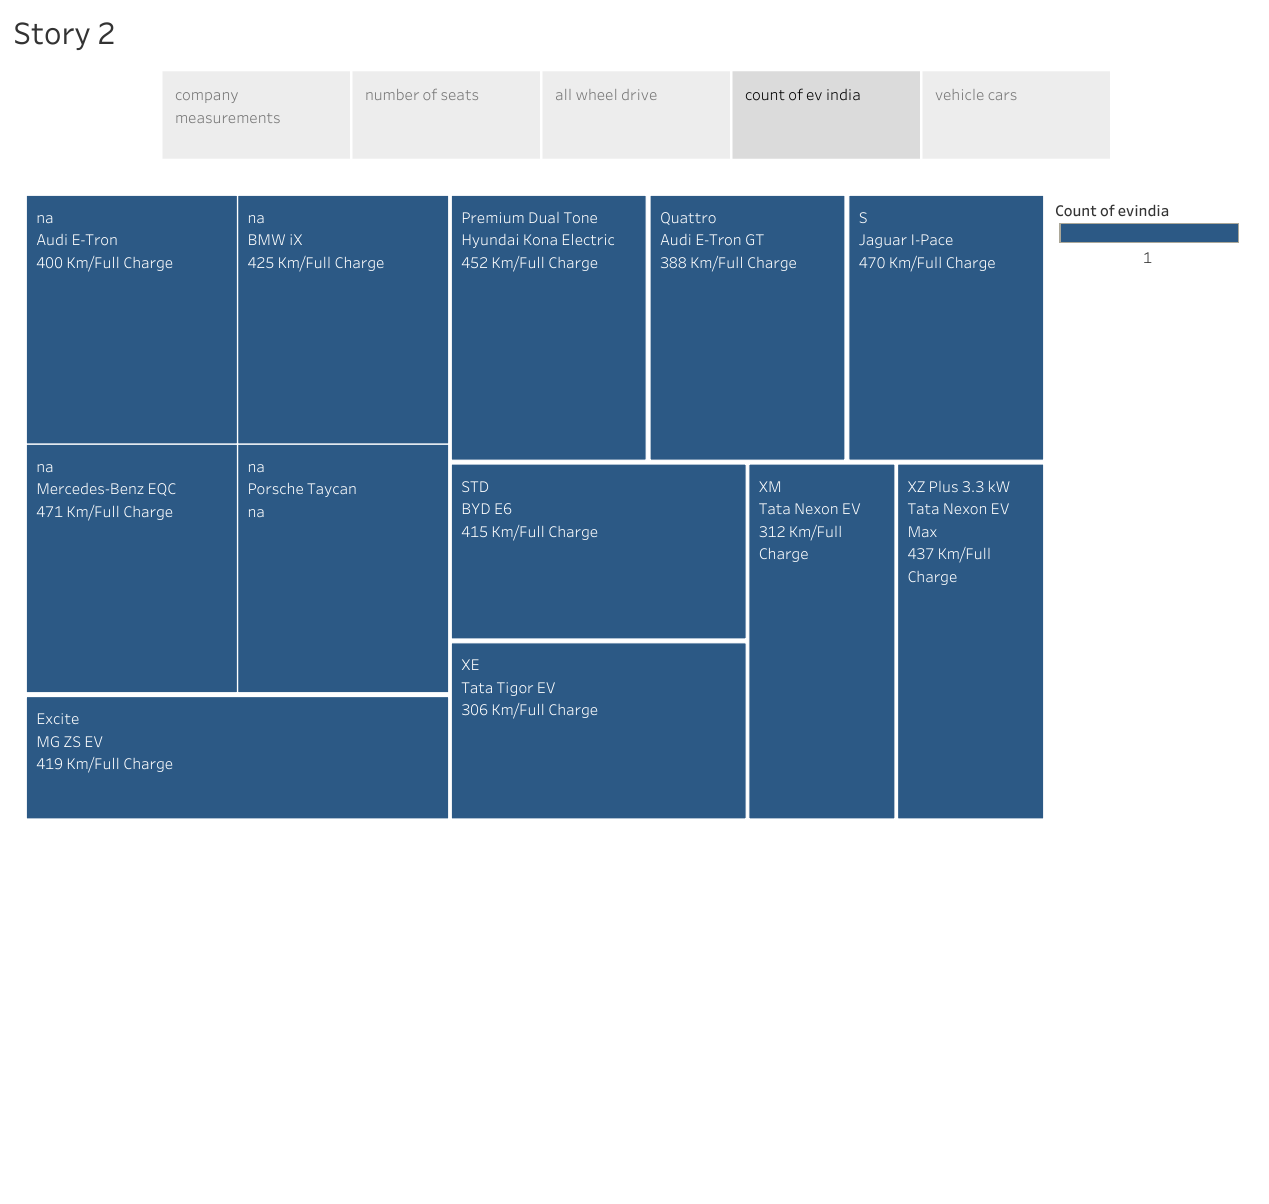 Story 2
company
measurements
number of seats
all wheel drive
count of ev india
vehicle cars
na
Audi E-Tron
400 Km/Full Charge
na
BMW iX
425 Km/Full Charge
na
Mercedes-Benz EQC
471 Km/Full Charge
na
Porsche Taycan
na
Excite
MG ZS EV
419 Km/Full Charge
Premium Dual Tone
Hyundai Kona Electric
452 Km/Full Charge
Quattro
Audi E-Tron GT
388 Km/Full Charge
S
Jaguar I-Pace
470 Km/Full Charge
STD
BYD E6
415 Km/Full Charge
XE
Tata Tigor EV
306 Km/Full Charge
XM
Tata Nexon EV
312 Km/Full
Charge
XZ Plus 3.3 kW
Tata Nexon EV
Max
437 Km/Full
Charge
Count of evindia
1